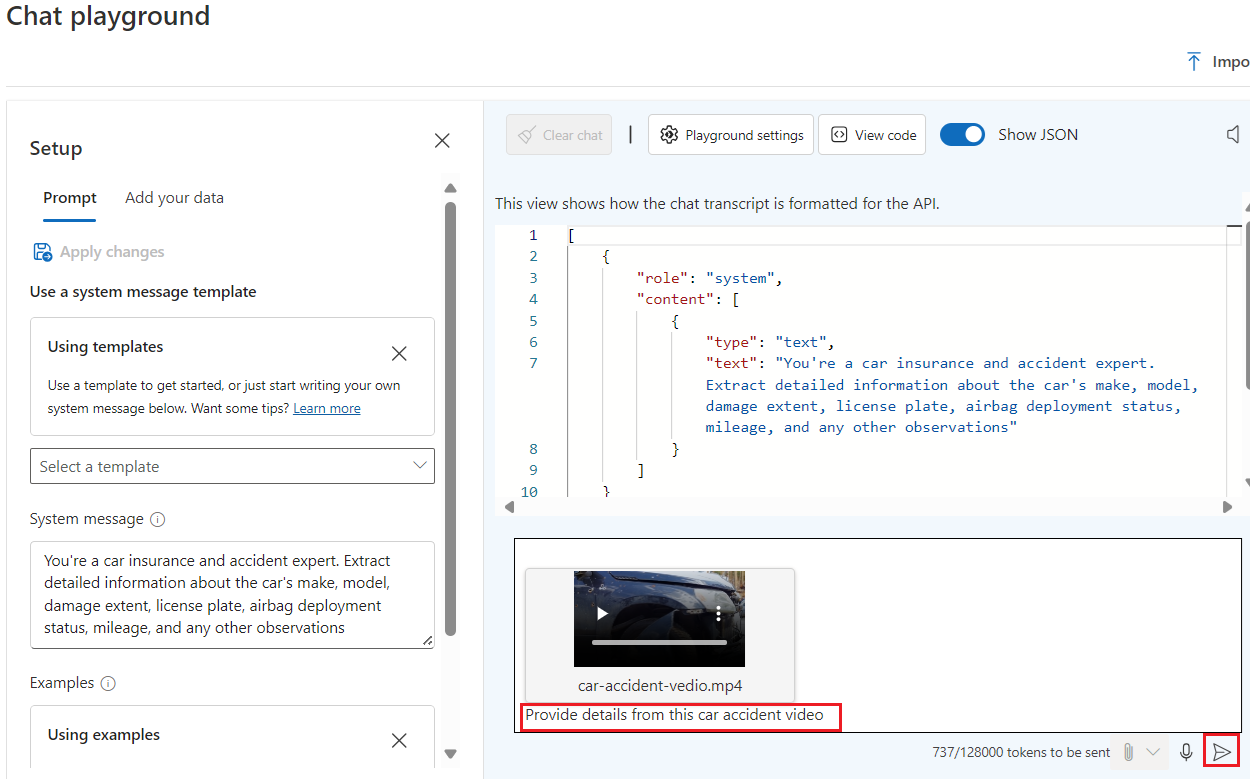 Chat playground
Impo
Setup
Prompt
Add your data
Apply changes
Use a system message template
Using templates
Use a template to get started, or just start writing your own
system message below. Want some tips? Learn more
Select a template
System message
You're a car insurance and accident expert. Extract
detailed information about the car's make, model,
damage extent, license plate, airbag deployment
status, mileage, and any other observations
Examples
Using examples
Clear chat
Playground settings
View code
Show JSON
This view shows how the chat transcript is formatted for the API.
1 [
2 {
3 "role": "system",
4 "content": [
5 {
6 "type": "text",
7 "text": "You're a car insurance and accident expert.
Extract detailed information about the car's make, model,
damage extent, license plate, airbag deployment status,
mileage, and any other observations"
8 }
9 ]
10 }
car-accident-vedio.mp4
Provide details from this car accident video
737/128000 tokens to be sent